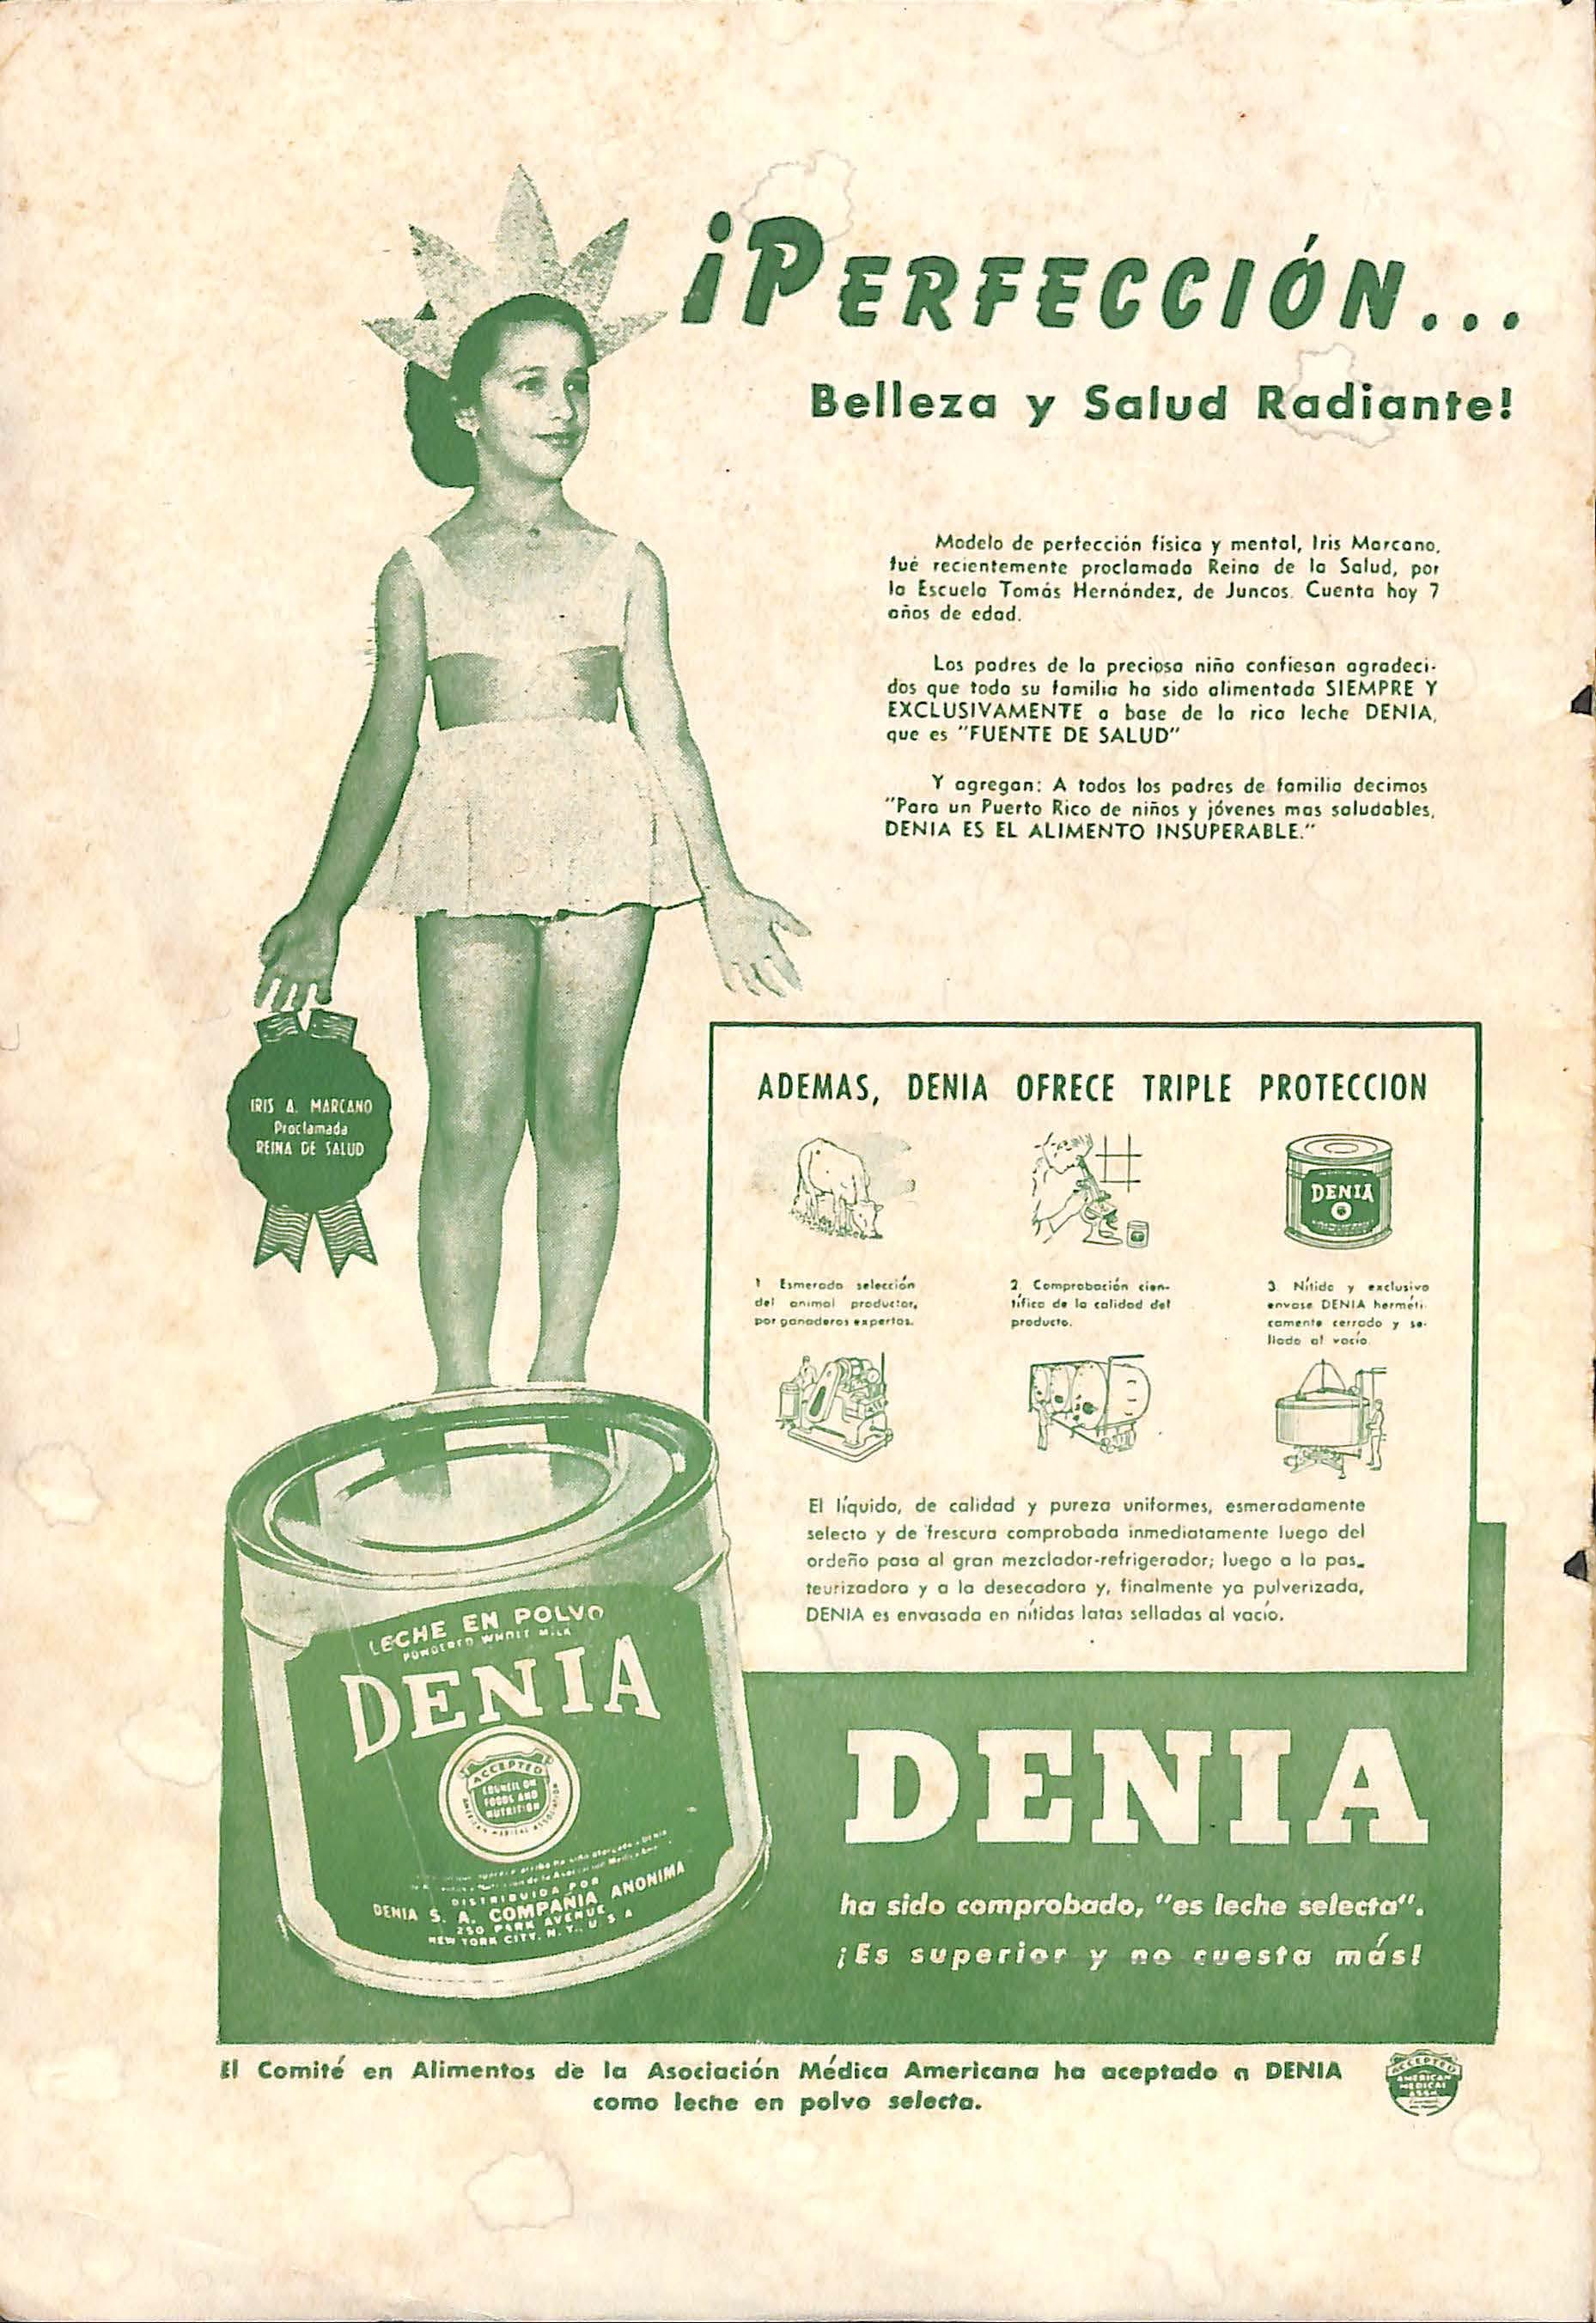 ¡PERFECCIÓN...
Belleza y Salud Radiante!
Modelo de perfección física y mental, Iris Marcano,
fué recientemente proclamada Reina de la Salud, por
la Escuela Tomás Hernández, de Juncos. Cuenta hoy 7
años de edad.
Los padres de la preciosa niña confiesan agradeci-
dos que toda su familia ha sido alimentada SIEMPRE Y
EXCLUSIVAMENTE a base de la rica leche DENIA,
que es "FUENTE DE SALUD"
Y agregan: A todos los padres de familia decimos
"Para un Puerto Rico de niños y jóvenes mas saludables,
DENIA ES EL ALIMENTO INSUPERABLE."
IRIS A. MARCANO
Proclamada
REINA DE SALUD
ADEMAS, DENIA OFRECE TRIPLE PROTECCION
DENIA
1 Esmerada selección
del animal productor,
por ganaderos expertos.
2. Comprobación cien-
tífica de la calidad del
producto.
3 Nítido y exclusivo
envase DENIA herméti-
camente cerrado y se-
llado al vacío.
El líquido, de calidad y pureza uniformes, esmeradamente
selecto y de frescura comprobada inmediatamente luego del
ordeño pasa al gran mezclador-refrigerador; luego a la pas-
teurizadora y a la desecadora y, finalmente ya pulverizada,
DENIA es envasada en nítidas latas selladas al vacío.
LECHE EN POLVO
POWDERED WHOLE MILK
DENIA
ACCEPTED
COUNCIL ON
FOODS AND
NUTRITION
AMERICAN MEDICAL ASSOCIATION
DISTRIBUIDA POR
DENIA S. A. COMPAÑIA ANONIMA
250 PARK AVENUE
NEW YORK CITY, N. Y., U S A
DENIA
ha sido comprobado, "es leche selecta".
¡Es superior y no cuesta más!
El Comité en Alimentos de la Asociación Médica Americana ha aceptado a DENIA
como leche en polvo selecta.
ACCEPTED
AMERICAN
MEDICAL
ASSN.